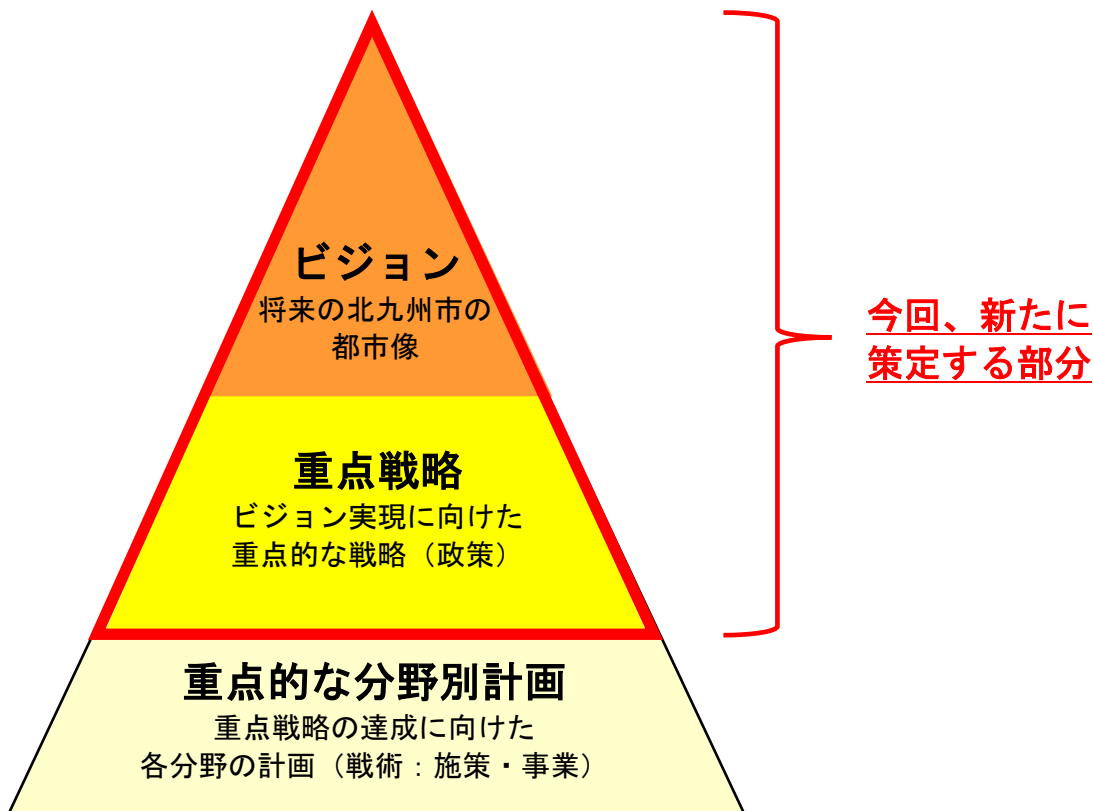 ビジョン
将来の北九州市の
都市像
今回、新たに
策定する部分
重点戦略
ビジョン実現に向けた
重点的な戦略（政策）
重点的な分野別計画
重点戦略の達成に向けた
各分野の計画（戦術：施策・事業）